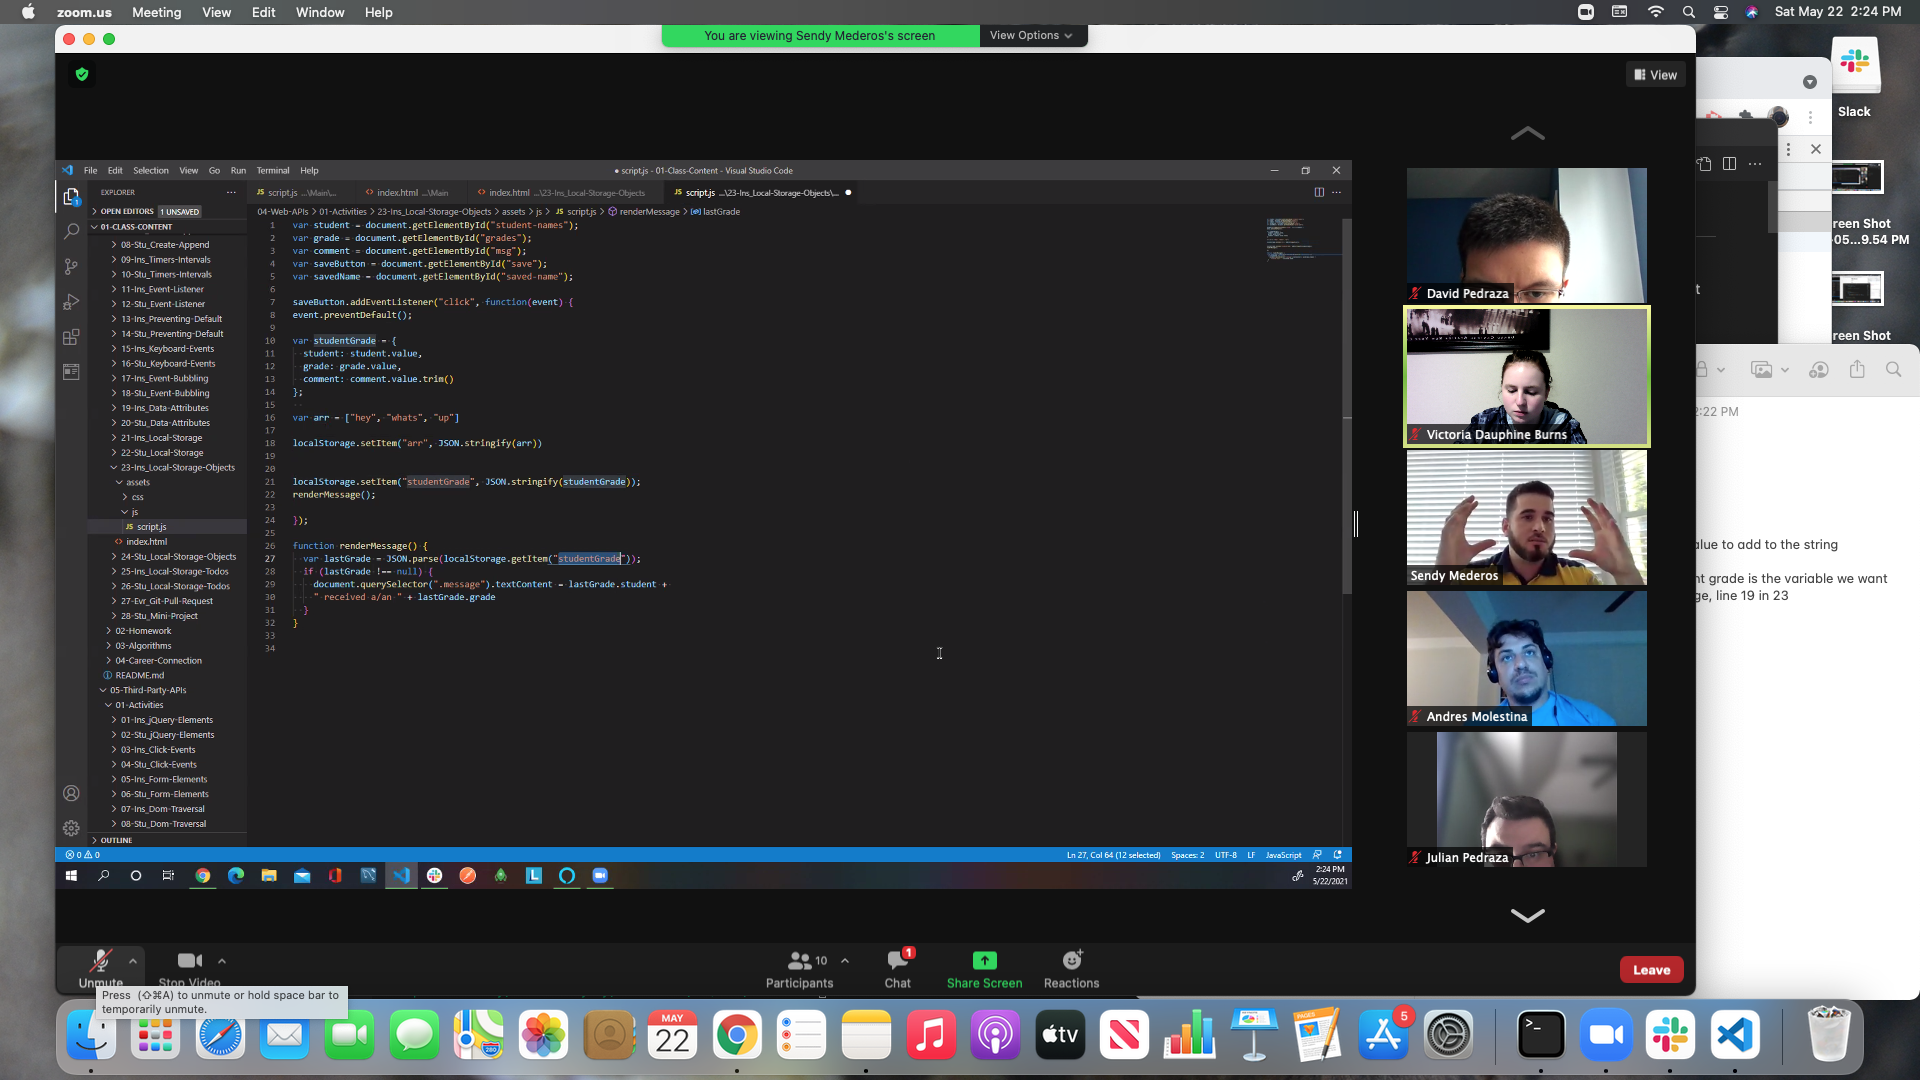 zoom.us Meeting View Edit Window Help
Sat May 22 2:24 PM
You are viewing Sendy Mederos's screen View Options
View
Slack
File Edit Selection View Go Run Terminal Help
● script.js - 01-Class-Content - Visual Studio Code
EXPLORER
JS script.js ...\Main\...
index.html ...\Main
index.html ...\23-Ins_Local-Storage-Objects
JS script.js ...\23-Ins_Local-Storage-Objects\...
OPEN EDITORS 1 UNSAVED
04-Web-APIs > 01-Activities > 23-Ins_Local-Storage-Objects > assets > js > JS script.js > renderMessage > lastGrade
01-CLASS-CONTENT
08-Stu_Create-Append
09-Ins_Timers-Intervals
10-Stu_Timers-Intervals
11-Ins_Event-Listener
12-Stu_Event-Listener
13-Ins_Preventing-Default
14-Stu_Preventing-Default
15-Ins_Keyboard-Events
16-Stu_Keyboard-Events
17-Ins_Event-Bubbling
18-Stu_Event-Bubbling
19-Ins_Data-Attributes
20-Stu_Data-Attributes
21-Ins_Local-Storage
22-Stu_Local-Storage
23-Ins_Local-Storage-Objects
assets
css
js
JS script.js
index.html
24-Stu_Local-Storage-Objects
25-Ins_Local-Storage-Todos
26-Stu_Local-Storage-Todos
27-Evr_Git-Pull-Request
28-Stu_Mini-Project
02-Homework
03-Algorithms
04-Career-Connection
README.md
05-Third-Party-APIs
01-Activities
01-Ins_jQuery-Elements
02-Stu_jQuery-Elements
03-Ins_Click-Events
04-Stu_Click-Events
05-Ins_Form-Elements
06-Stu_Form-Elements
07-Ins_Dom-Traversal
08-Stu_Dom-Traversal
OUTLINE
1 var student = document.getElementById("student-names");
2 var grade = document.getElementById("grades");
3 var comment = document.getElementById("msg");
4 var saveButton = document.getElementById("save");
5 var savedName = document.getElementById("saved-name");
6
7 saveButton.addEventListener("click", function(event) {
8 event.preventDefault();
9
10 var studentGrade = {
11 student: student.value,
12 grade: grade.value,
13 comment: comment.value.trim()
14 };
15
16 var arr = ["hey", "whats", "up"]
17
18 localStorage.setItem("arr", JSON.stringify(arr))
19
20
21 localStorage.setItem("studentGrade", JSON.stringify(studentGrade));
22 renderMessage();
23
24 });
25
26 function renderMessage() {
27 var lastGrade = JSON.parse(localStorage.getItem("studentGrade"));
28 if (lastGrade !== null) {
29 document.querySelector(".message").textContent = lastGrade.student +
30 " received a/an " + lastGrade.grade
31 }
32 }
33
34
0 0
Ln 27, Col 64 (12 selected) Spaces: 2 UTF-8 LF JavaScript
2:24 PM
5/22/2021
David Pedraza
Victoria Dauphine Burns
Sendy Mederos
Andres Molestina
Julian Pedraza
reen Shot
-05...9.54 PM
t
reen Shot
2:22 PM
alue to add to the string
nt grade is the variable we want
ge, line 19 in 23
Unmute
Stop Video
10
Participants
1
Chat
Share Screen
Reactions
Leave
Press (⇧⌘A) to unmute or hold space bar to
temporarily unmute.
MAY
22
280
tv
PAGES
5
>_